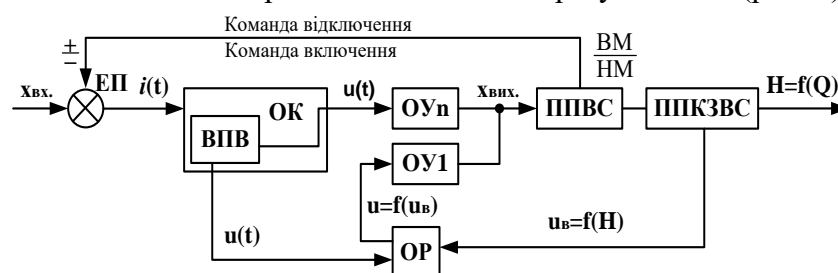 Команда відключення
Команда включення
ВМ
НМ
+
−
xвх.
ЕП
i(t)
ОК
u(t)
ОУn
xвих.
ППВС
ППКЗВС
H=f(Q)
ВПВ
ОУ1
u=f(uв)
u(t)
ОР
uв=f(H)